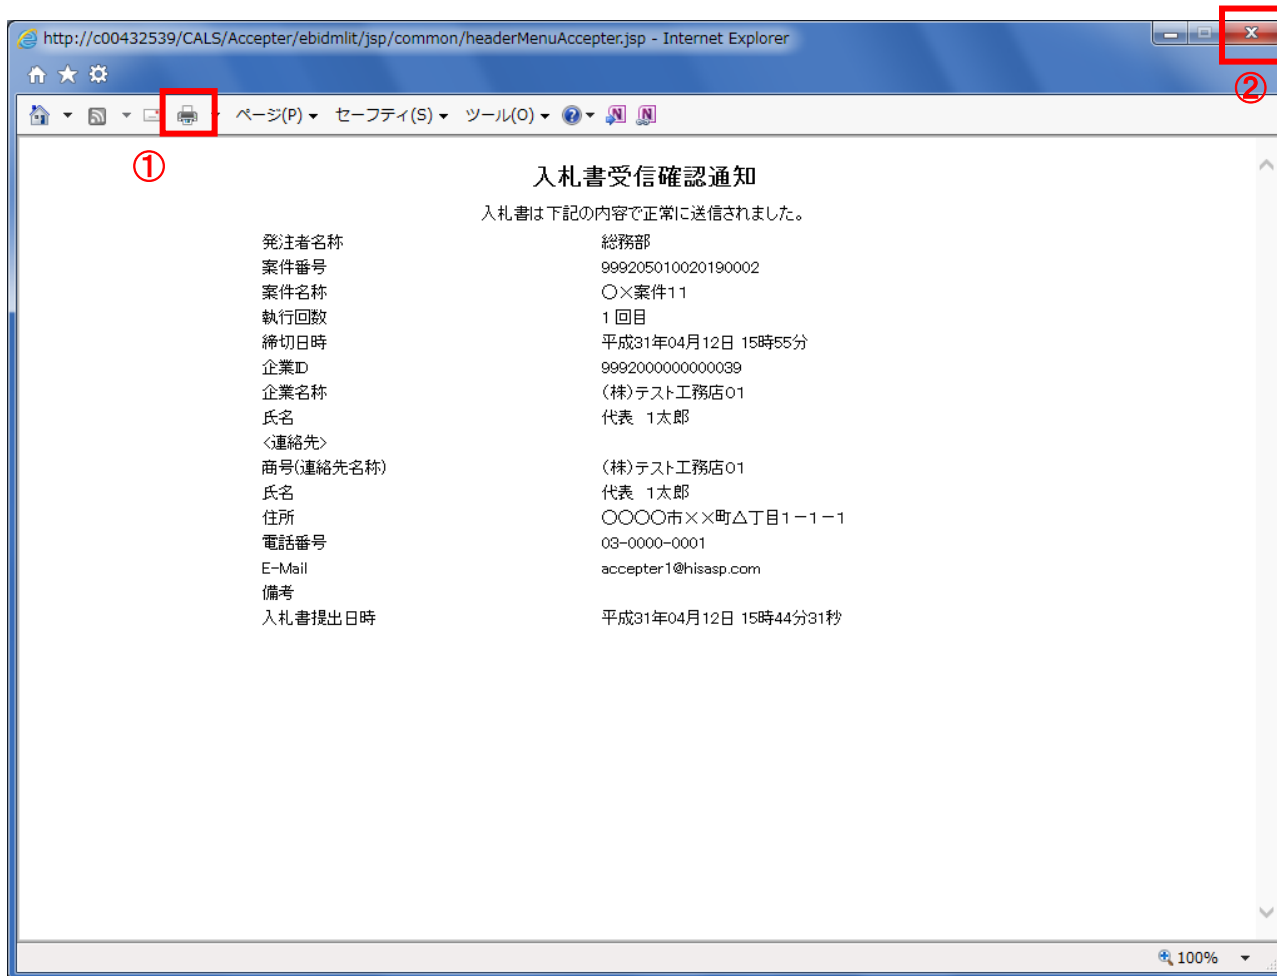 http://c00432539/CALS/Accepter/ebidmlit/jsp/common/headerMenuAccepter.jsp - Internet Explorer
②
ページ(P) セーフティ(S) ツール(O)
①
入札書受信確認通知
入札書は下記の内容で正常に送信されました。
発注者名称 総務部
案件番号 999205010020190002
案件名称 〇×案件11
執行回数 1回目
締切日時 平成31年04月12日 15時55分
企業ID 9992000000000039
企業名称 (株)テスト工務店01
氏名 代表 1太郎
<連絡先>
商号(連絡先名称) (株)テスト工務店01
氏名 代表 1太郎
住所 〇〇〇〇市××町△丁目1-1-1
電話番号 03-0000-0001
E-Mail accepter1@hisasp.com
備考
入札書提出日時 平成31年04月12日 15時44分31秒
100%